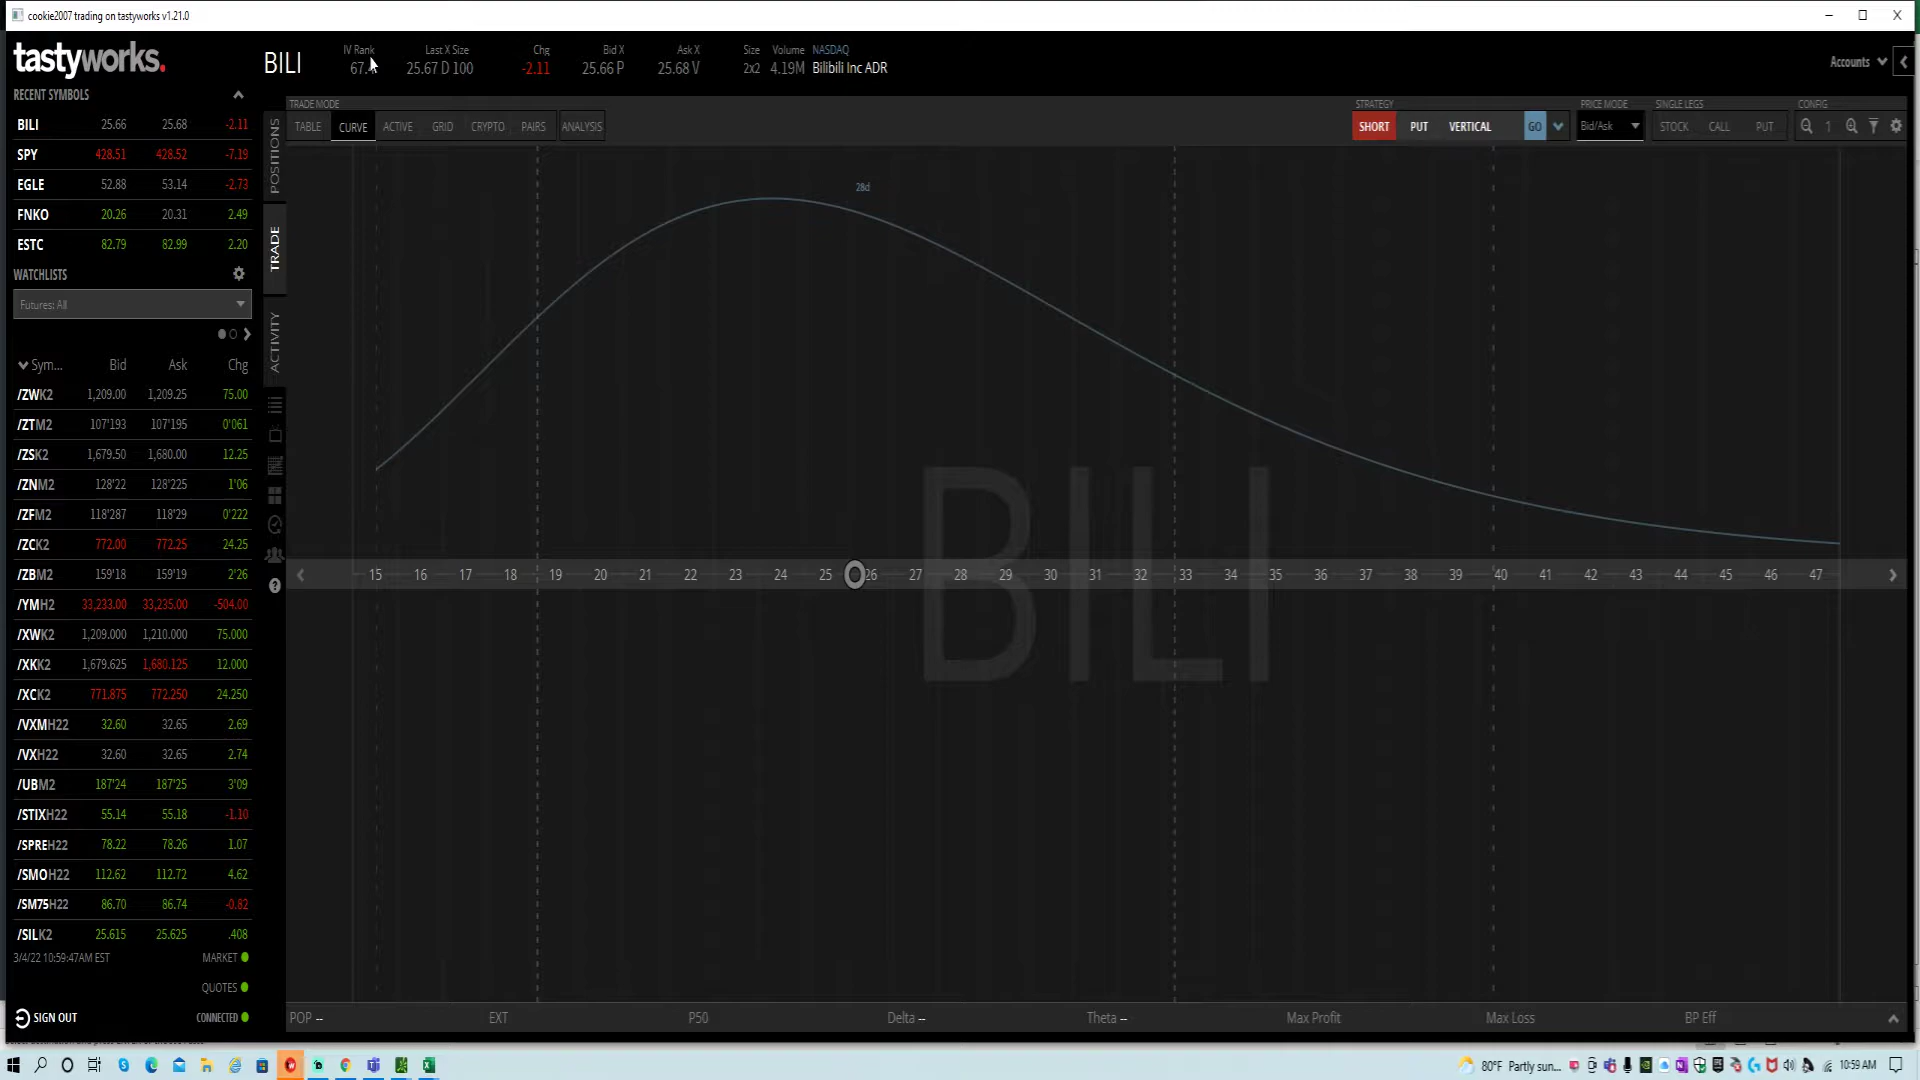 cookie2007 trading on tastyworks v1.21.0
tastyworks.
BILI
IV Rank Last X Size Chg Bid X Ask X Size Volume NASDAQ
25.67 D 100 -2.11 25.66 P 25.68 V 2x2 4.19M Bilibili Inc ADR
Accounts
RECENT SYMBOLS
BILI 25.66 25.68 -2.11
SPY 428.51 428.52 -7.19
EGLE 52.88 53.14 -2.73
FNKO 20.26 20.31 2.49
ESTC 82.79 82.99 2.20
WATCHLISTS
Futures: All
Sym... Bid Ask Chg
/ZWK2 1,209.00 1,209.25 75.00
/ZTM2 107'193 107'195 0'061
/ZSK2 1,679.50 1,680.00 12.25
/ZNM2 128'22 128'225 1'06
/ZFM2 118'287 118'29 0'222
/ZCK2 772.00 772.25 24.25
/ZBM2 159'18 159'19 2'26
/YMH2 33,233.00 33,235.00 -504.00
/XWK2 1,209.000 1,210.000 75.000
/XKK2 1,679.625 1,680.125 12.000
/XCK2 771.875 772.250 24.250
/VXMH22 32.60 32.65 2.69
/VXH22 32.60 32.65 2.74
/UBM2 187'24 187'25 3'09
/STIXH22 55.14 55.18 -1.10
/SPREH22 78.22 78.26 1.07
/SMOH22 112.62 112.72 4.62
/SM75H22 86.70 86.74 -0.82
/SILK2 25.615 25.625 .408
3/4/22 10:59:47AM EST MARKET
QUOTES
SIGN OUT CONNECTED
POSITIONS
TRADE
ACTIVITY
TRADE MODE
TABLE CURVE ACTIVE GRID CRYPTO PAIRS ANALYSIS
STRATEGY PRICE MODE SINGLE LEGS CONFIG
SHORT PUT VERTICAL GO Bid/Ask STOCK CALL PUT 1
28d
BILI
15 16 17 18 19 20 21 22 23 24 25 26 27 28 29 30 31 32 33 34 35 36 37 38 39 40 41 42 43 44 45 46 47
POP -- EXT P50 Delta -- Theta -- Max Profit Max Loss BP Eff
80°F Partly sun... 10:59 AM